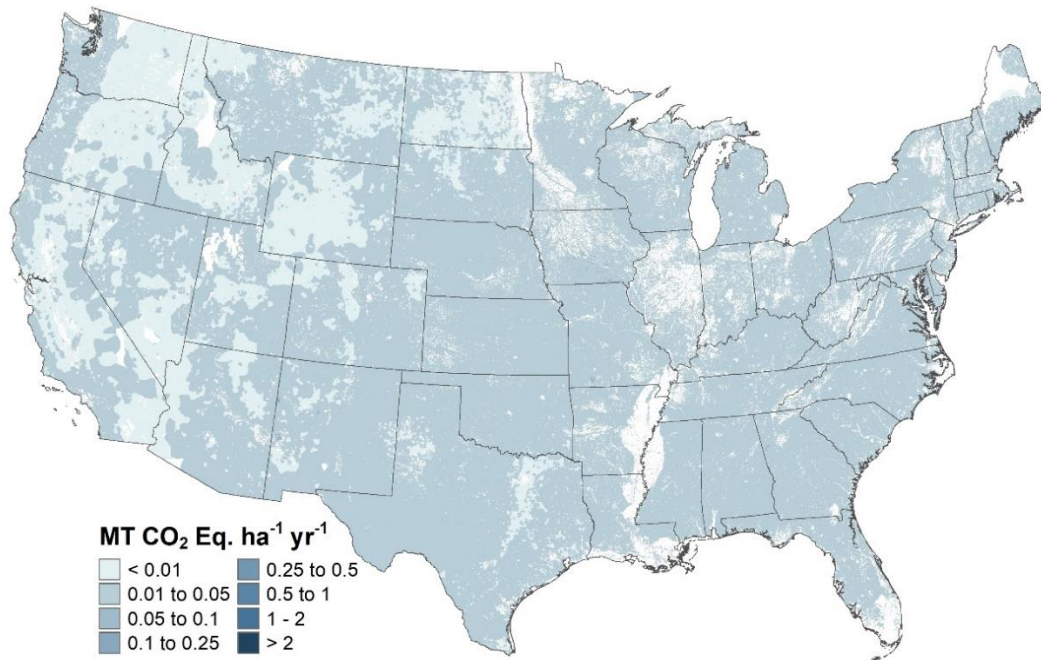 MT CO₂ Eq. ha⁻¹ yr⁻¹
< 0.01
0.01 to 0.05
0.05 to 0.1
0.1 to 0.25
0.25 to 0.5
0.5 to 1
1 - 2
> 2